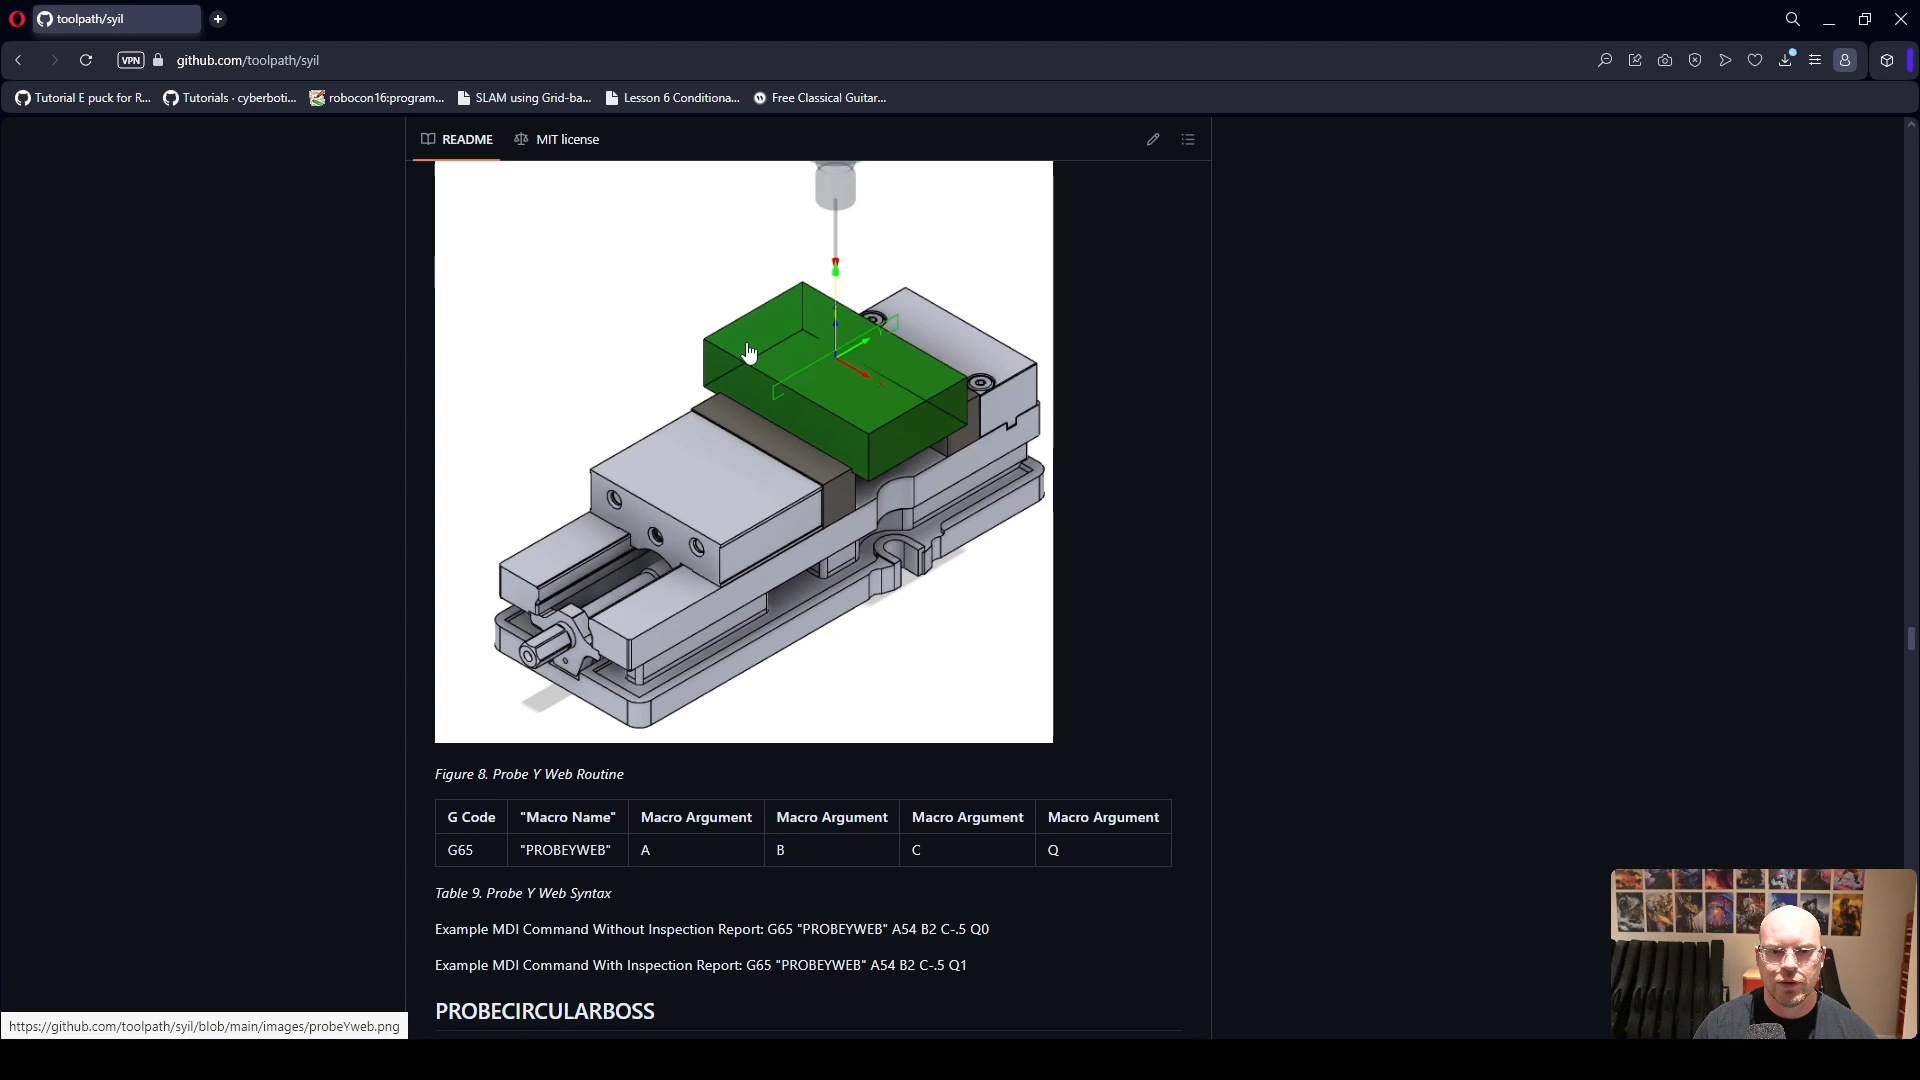 toolpath/syil
VPN
github.com/toolpath/syil
Tutorial E puck for R...
Tutorials · cyberboti...
robocon16:program...
SLAM using Grid-ba...
Lesson 6 Conditiona...
Free Classical Guitar...
README
MIT license
Figure 8. Probe Y Web Routine
G Code "Macro Name" Macro Argument Macro Argument Macro Argument Macro Argument
G65 "PROBEYWEB" A B C Q
Table 9. Probe Y Web Syntax
Example MDI Command Without Inspection Report: G65 "PROBEYWEB" A54 B2 C-.5 Q0
Example MDI Command With Inspection Report: G65 "PROBEYWEB" A54 B2 C-.5 Q1
PROBECIRCULARBOSS
https://github.com/toolpath/syil/blob/main/images/probeYweb.png